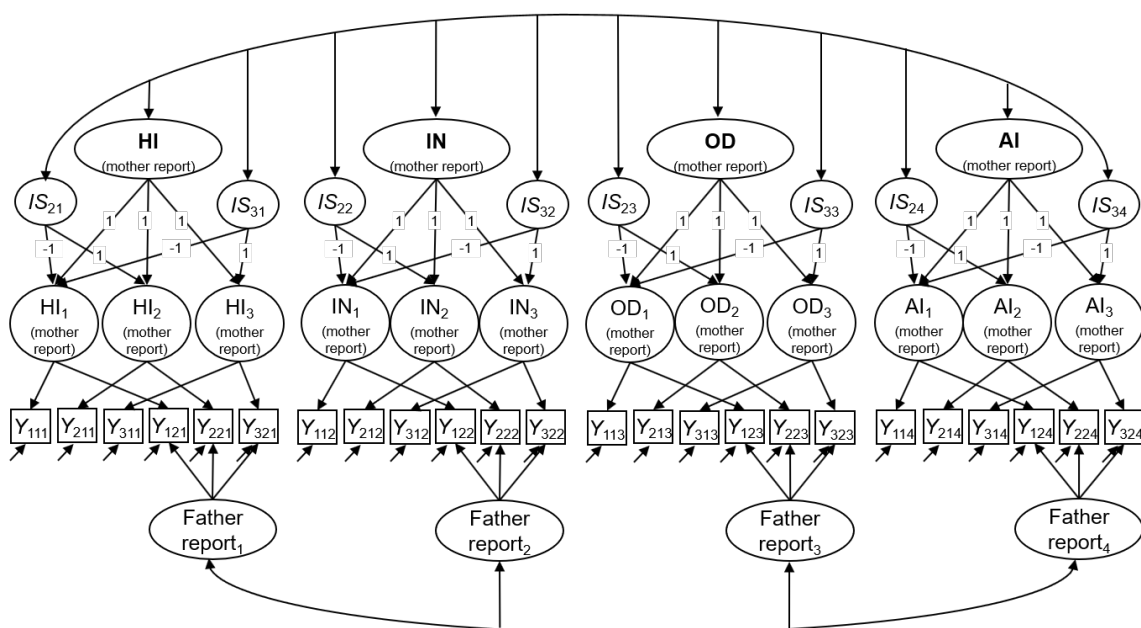 HI
(mother report)
IN
(mother report)
OD
(mother report)
AI
(mother report)
IS21
IS31
IS22
IS32
IS23
IS33
IS24
IS34
1 1 1
1 1 1
1 1 1
1 1 1
-1 1 -1 1
-1 1 -1 1
-1 1 -1 1
-1 1 -1 1
HI1
(mother
report)
HI2
(mother
report)
HI3
(mother
report)
IN1
(mother
report)
IN2
(mother
report)
IN3
(mother
report)
OD1
(mother
report)
OD2
(mother
report)
OD3
(mother
report)
AI1
(mother
report)
AI2
(mother
report)
AI3
(mother
report)
Y111 Y211 Y311 Y121 Y221 Y321
Y112 Y212 Y312 Y122 Y222 Y322
Y113 Y213 Y313 Y123 Y223 Y323
Y114 Y214 Y314 Y124 Y224 Y324
Father
report1
Father
report2
Father
report3
Father
report4